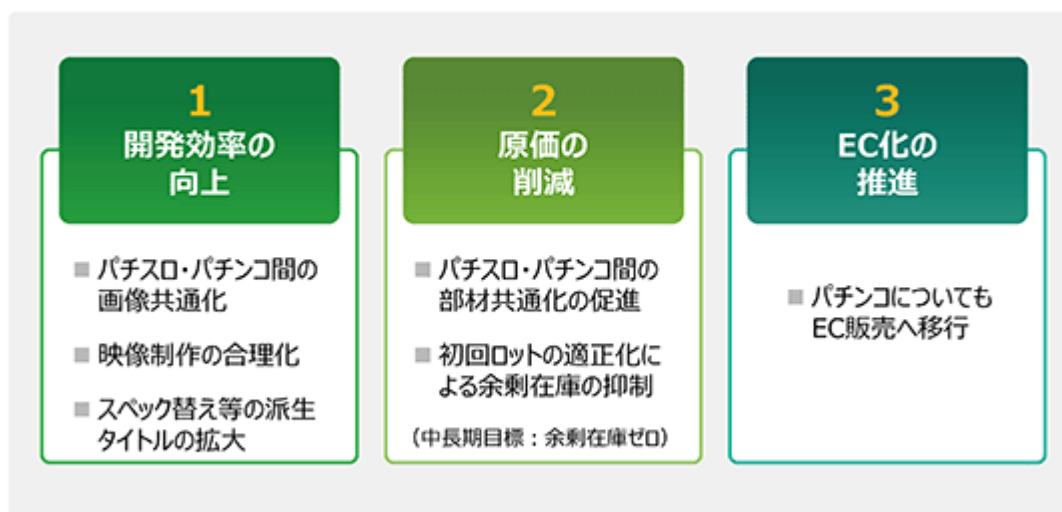 1
開発効率の
向上
■ パチスロ・パチンコ間の
画像共通化
■ 映像制作の合理化
■ スペック替え等の派生
タイトルの拡大
2
原価の
削減
■ パチスロ・パチンコ間の
部材共通化の促進
■ 初回ロットの適正化に
よる余剰在庫の抑制
(中長期目標:余剰在庫ゼロ)
3
EC化の
推進
■ パチンコについても
EC販売へ移行